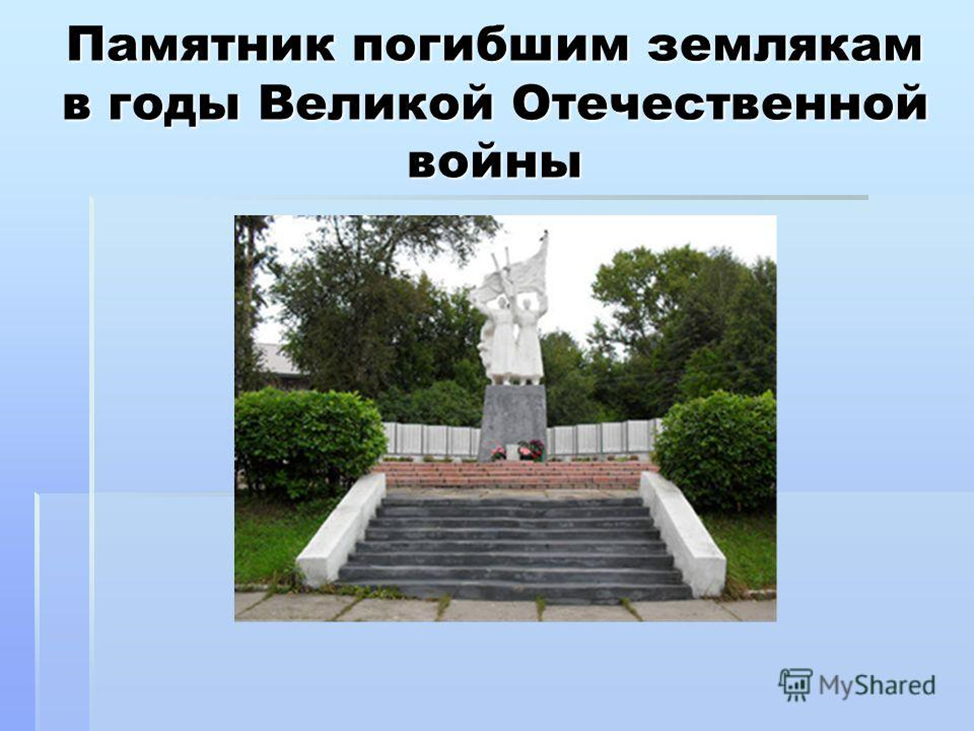 Памятник погибшим землякам
в годы Великой Отечественной
войны
MyShared